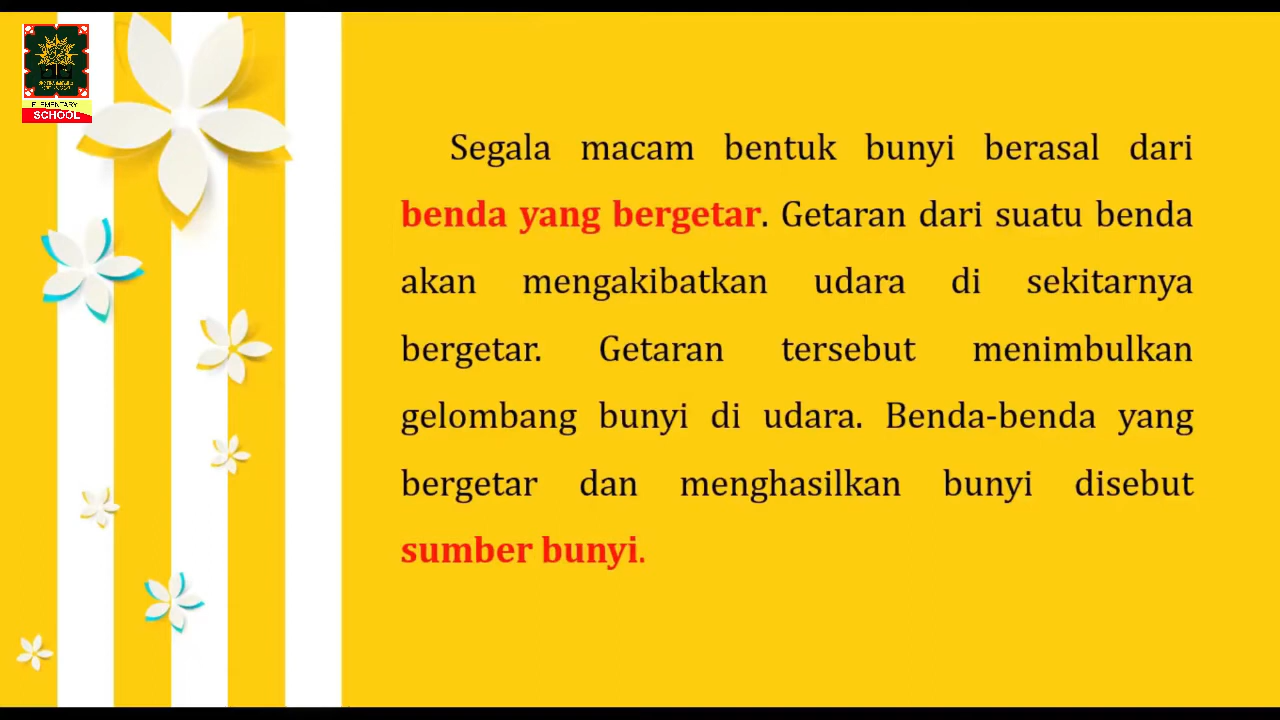 ELEMENTARY
SCHOOL
Segala macam bentuk bunyi berasal dari
benda yang bergetar. Getaran dari suatu benda
akan mengakibatkan udara di sekitarnya
bergetar. Getaran tersebut menimbulkan
gelombang bunyi di udara. Benda-benda yang
bergetar dan menghasilkan bunyi disebut
sumber bunyi.